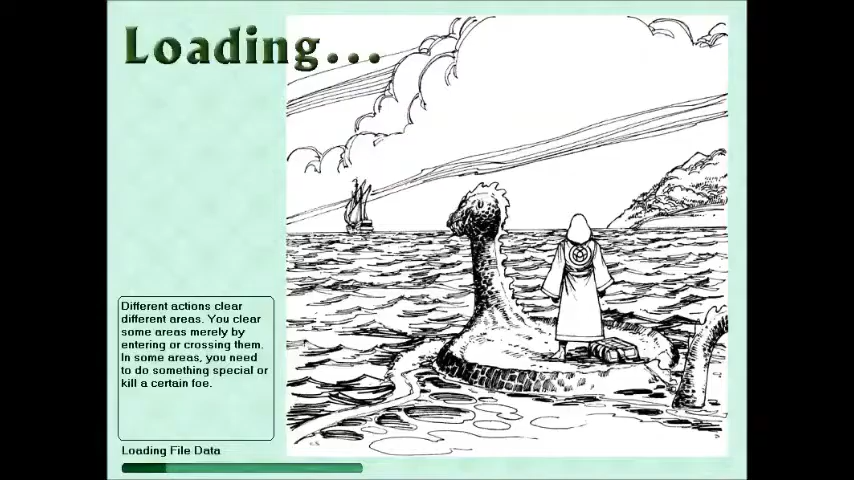 Loading...
Different actions clear
different areas. You clear
some areas merely by
entering or crossing them.
In some areas, you need
to do something special or
kill a certain foe.
Loading File Data